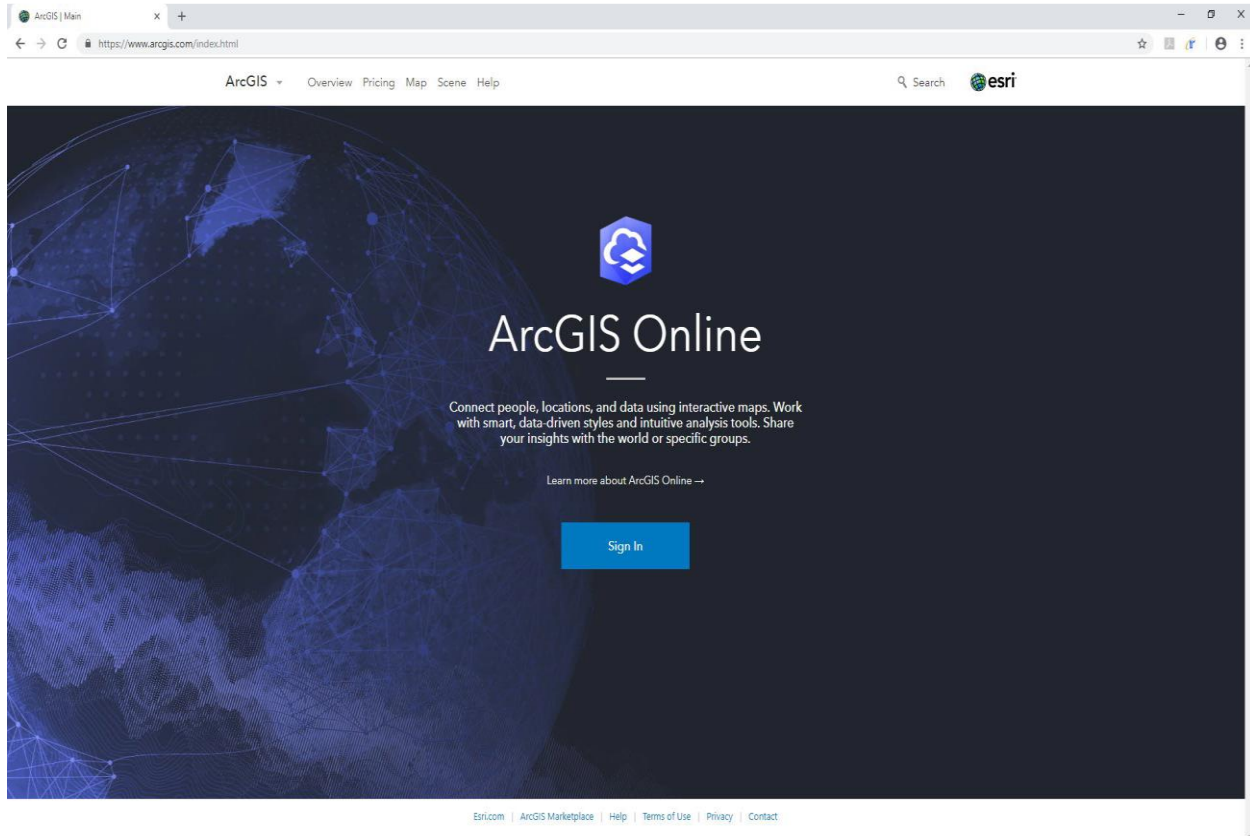 ArcGIS | Main
https://www.arcgis.com/index.html
ArcGIS Overview Pricing Map Scene Help Search esri
ArcGIS Online
Connect people, locations, and data using interactive maps. Work
with smart, data-driven styles and intuitive analysis tools. Share
your insights with the world or specific groups.
Learn more about ArcGIS Online →
Sign In
Esri.com | ArcGIS Marketplace | Help | Terms of Use | Privacy | Contact